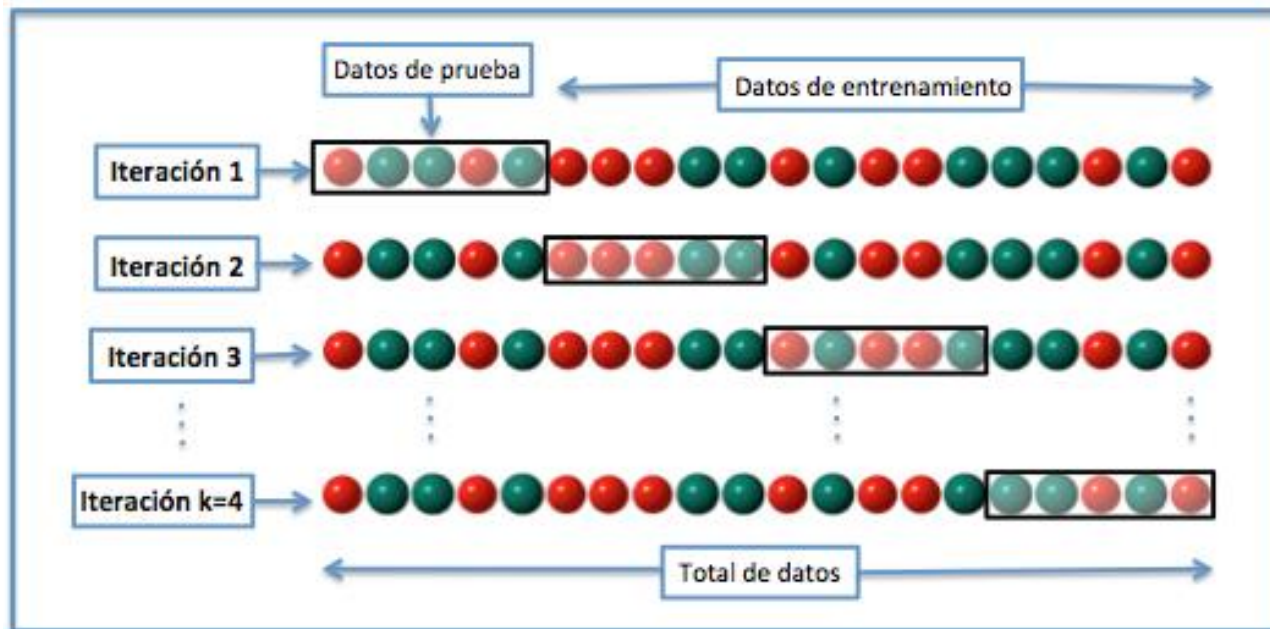 Datos de prueba
Datos de entrenamiento
Iteración 1
Iteración 2
Iteración 3
Iteración k=4
Total de datos